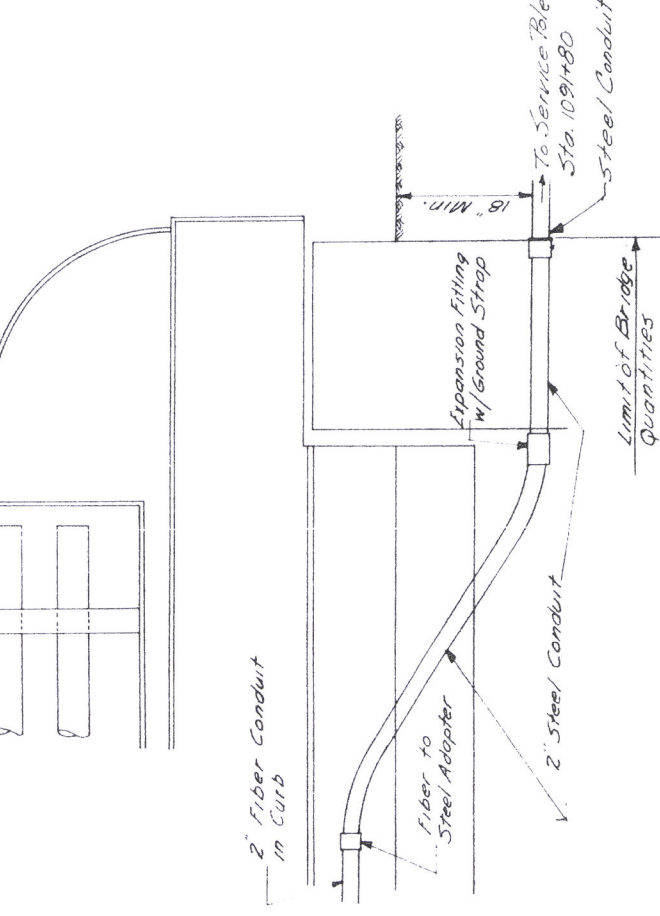 To Service Pole
Sta. 1091+80
Steel Conduit
18" Min.
Expansion Fitting
w/Ground Strap
Limit of Bridge
Quantities
2" Fiber Conduit
in Curb
Fiber to
Steel Adapter
2" Steel Conduit